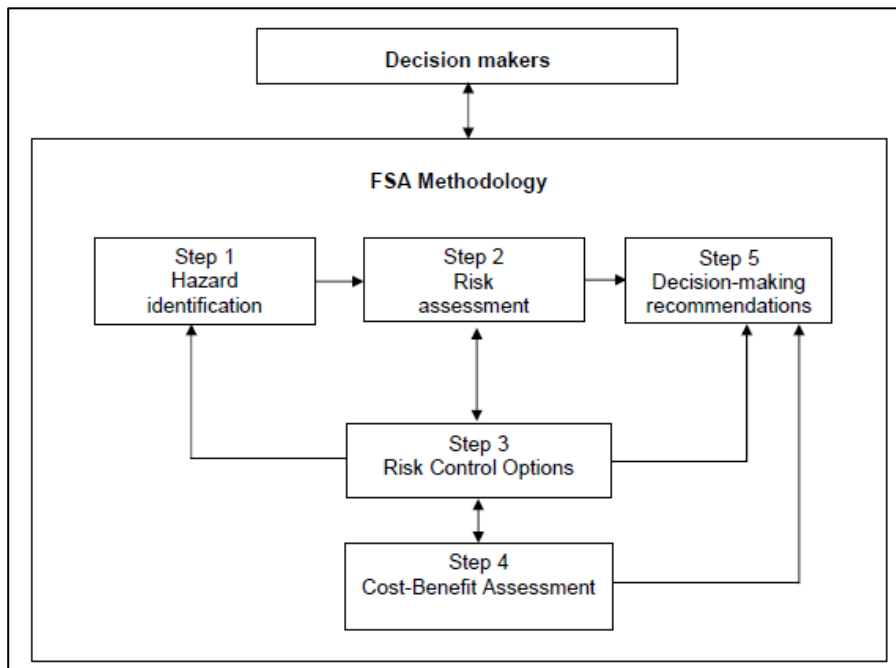 Decision makers
FSA Methodology
Step 1
Hazard
identification
Step 2
Risk
assessment
Step 5
Decision-making
recommendations
Step 3
Risk Control Options
Step 4
Cost-Benefit Assessment